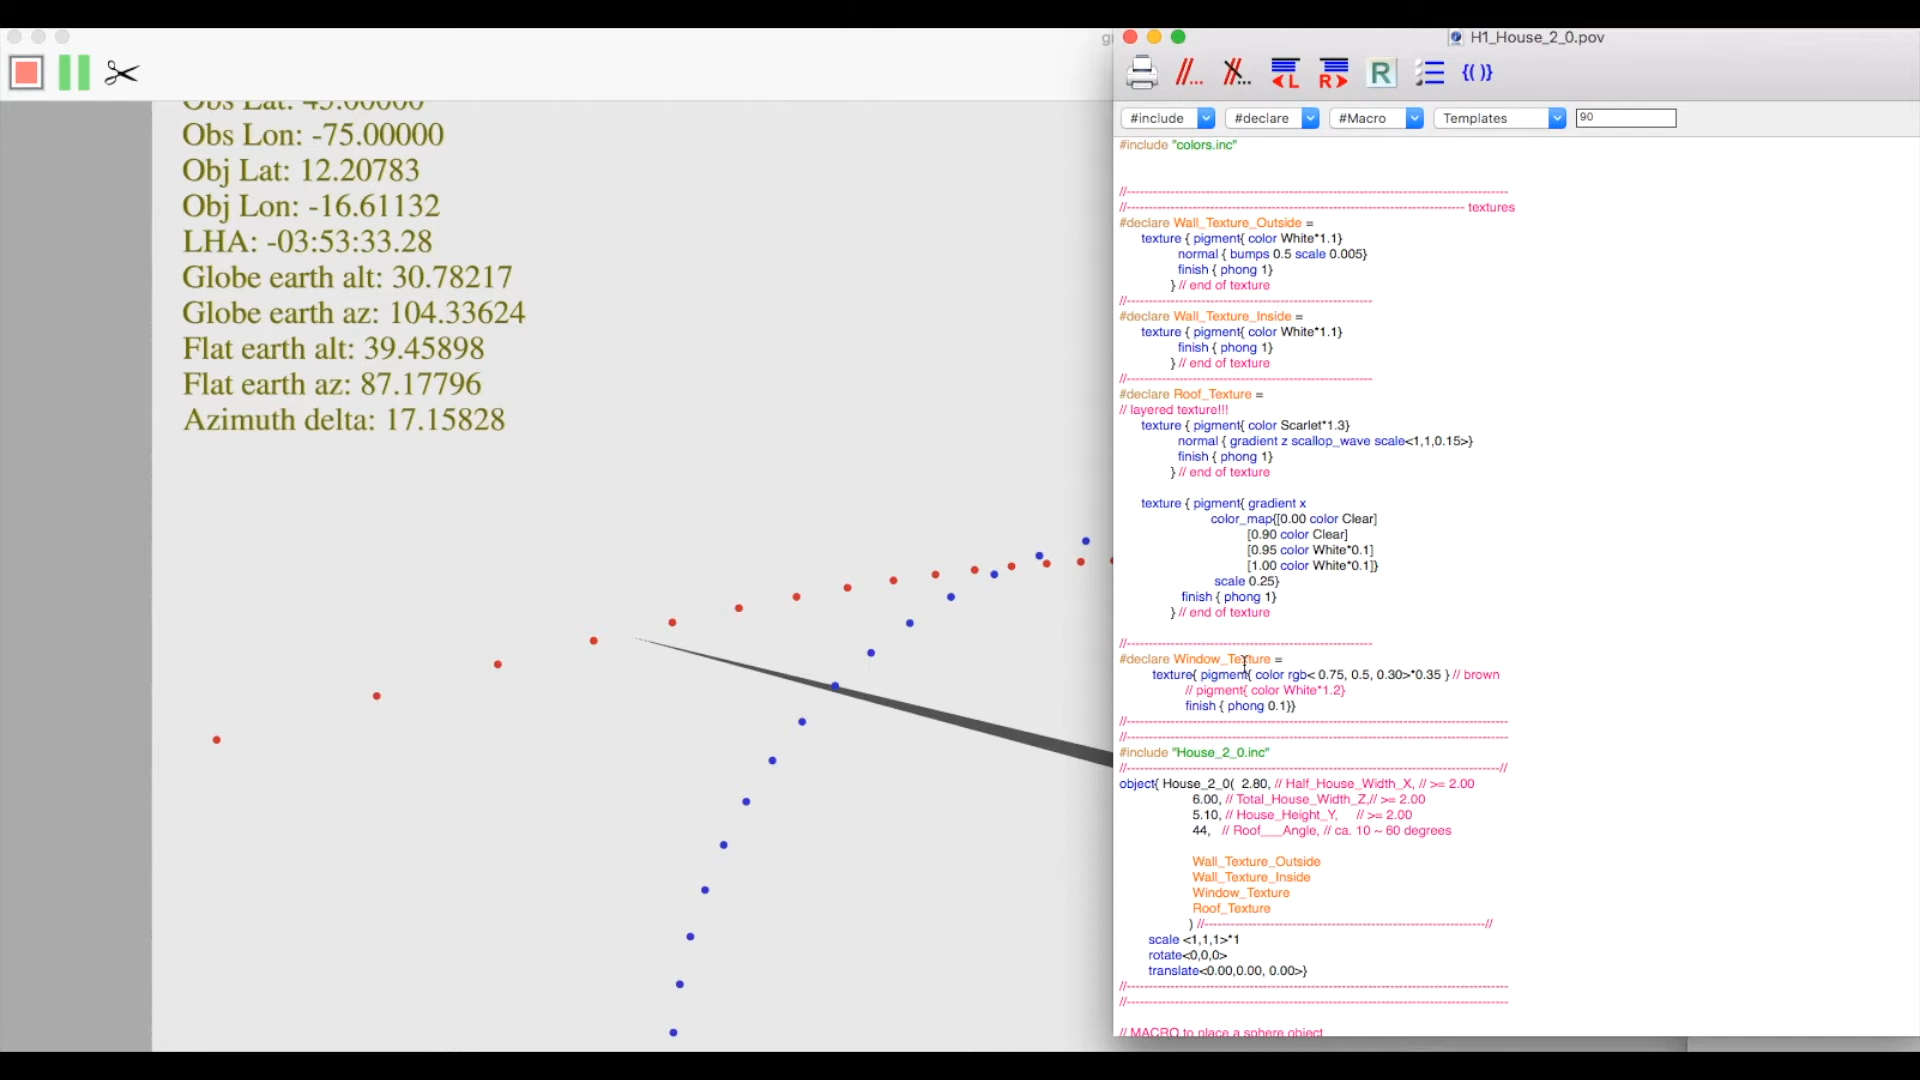 Obs Lat: 45.00000
Obs Lon: -75.00000
Obj Lat: 12.20783
Obj Lon: -16.61132
LHA: -03:53:33.28
Globe earth alt: 30.78217
Globe earth az: 104.33624
Flat earth alt: 39.45898
Flat earth az: 87.17796
Azimuth delta: 17.15828
H1_House_2_0.pov
//... //... L R R {( )}
#include #declare #Macro Templates 90
#include "colors.inc"
//--------------------------------------------------------------------------
//-------------------------------------------------------------------------- textures
#declare Wall_Texture_Outside =
texture { pigment{ color White*1.1}
normal { bumps 0.5 scale 0.005}
finish { phong 1}
} // end of texture
//---------------------------------------------------------
#declare Wall_Texture_Inside =
texture { pigment{ color White*1.1}
finish { phong 1}
} // end of texture
//---------------------------------------------------------
#declare Roof_Texture =
// layered texture!!!
texture { pigment{ color Scarlet*1.3}
normal { gradient z scallop_wave scale<1,1,0.15>}
finish { phong 1}
} // end of texture
texture { pigment{ gradient x
color_map{[0.00 color Clear]
[0.90 color Clear]
[0.95 color White*0.1]
[1.00 color White*0.1]}
scale 0.25}
finish { phong 1}
} // end of texture
//---------------------------------------------------------
#declare Window_Texture =
texture{ pigment{ color rgb< 0.75, 0.5, 0.30>*0.35 } // brown
// pigment{ color White*1.2}
finish { phong 0.1}}
//--------------------------------------------------------------------------
//--------------------------------------------------------------------------
#include "House_2_0.inc"
//-------------------------------------------------------------------------//
object{ House_2_0( 2.80, // Half_House_Width_X, // >= 2.00
6.00, // Total_House_Width_Z,// >= 2.00
5.10, // House_Height_Y, // >= 2.00
44, // Roof___Angle, // ca. 10 ~ 60 degrees
Wall_Texture_Outside
Wall_Texture_Inside
Window_Texture
Roof_Texture
) //------------------------------------------------------------//
scale <1,1,1>*1
rotate<0,0,0>
translate<0.00,0.00, 0.00>}
//--------------------------------------------------------------------------
//--------------------------------------------------------------------------
// MACRO to place a sphere object